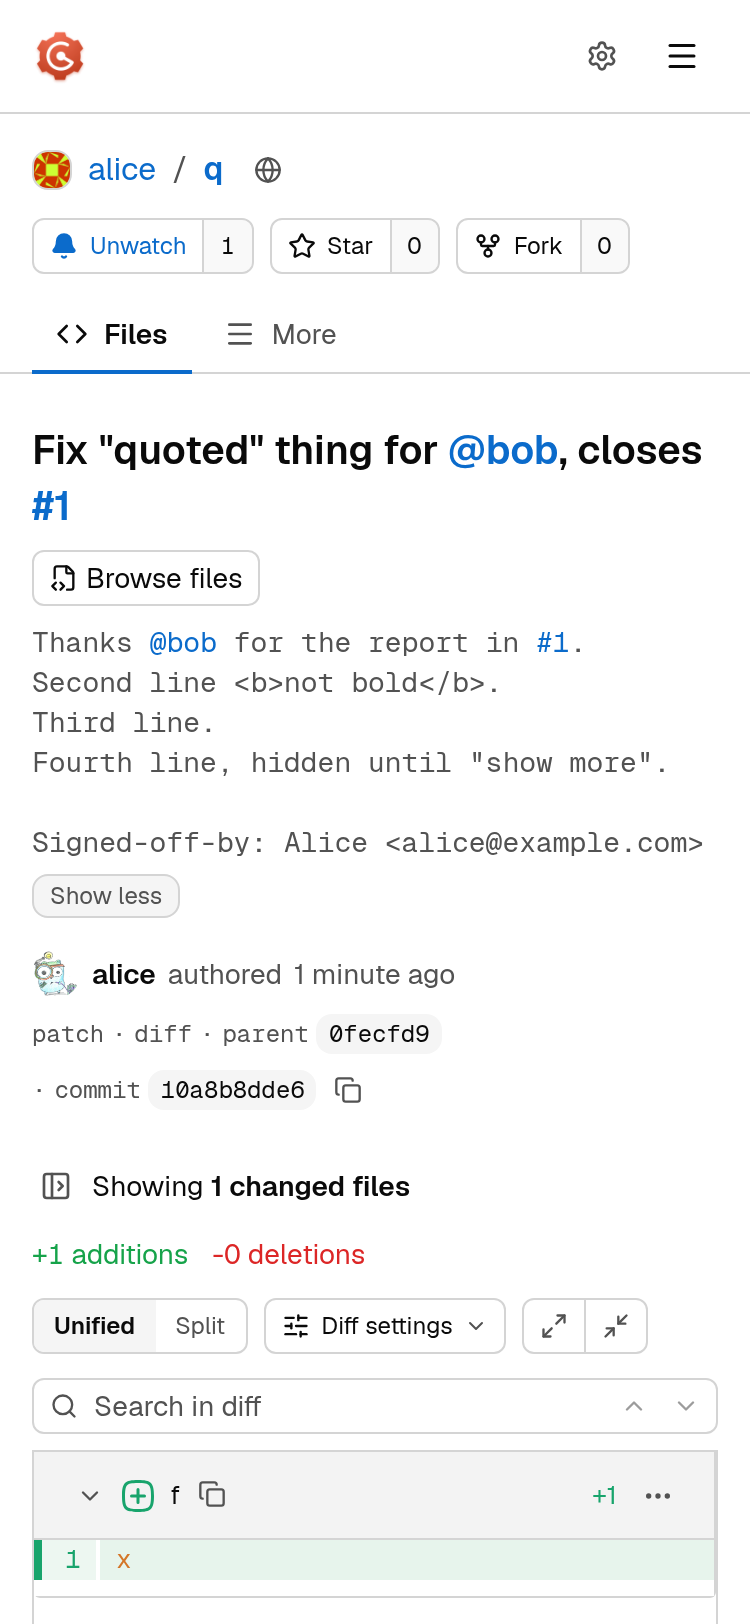 alice / q
Unwatch 1 Star 0 Fork 0
Files More
Fix "quoted" thing for @bob, closes
#1
Browse files
Thanks @bob for the report in #1.
Second line <b>not bold</b>.
Third line.
Fourth line, hidden until "show more".
Signed-off-by: Alice <alice@example.com>
Show less
alice authored 1 minute ago
patch · diff · parent 0fecfd9
· commit 10a8b8dde6
Showing 1 changed files
+1 additions -0 deletions
Unified Split Diff settings
Search in diff
f +1
1 x